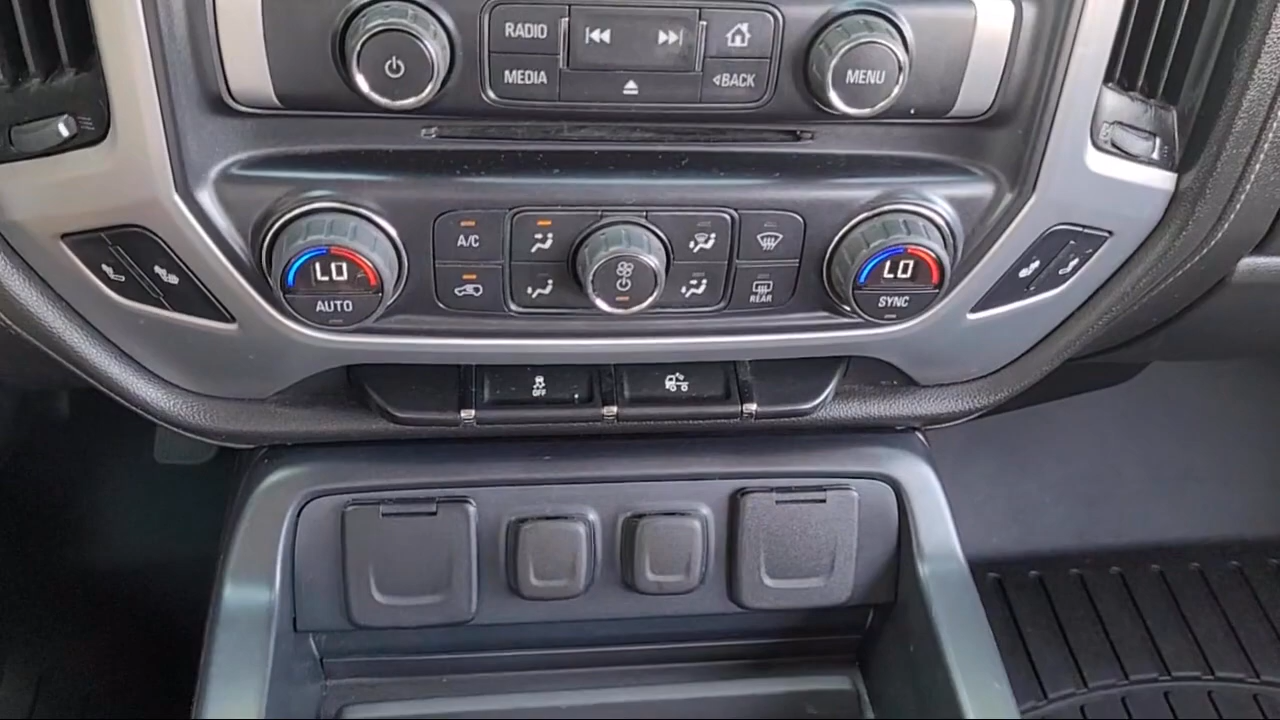 RADIO
MEDIA
BACK
MENU
LO
AUTO
A/C
REAR
LO
SYNC
OFF